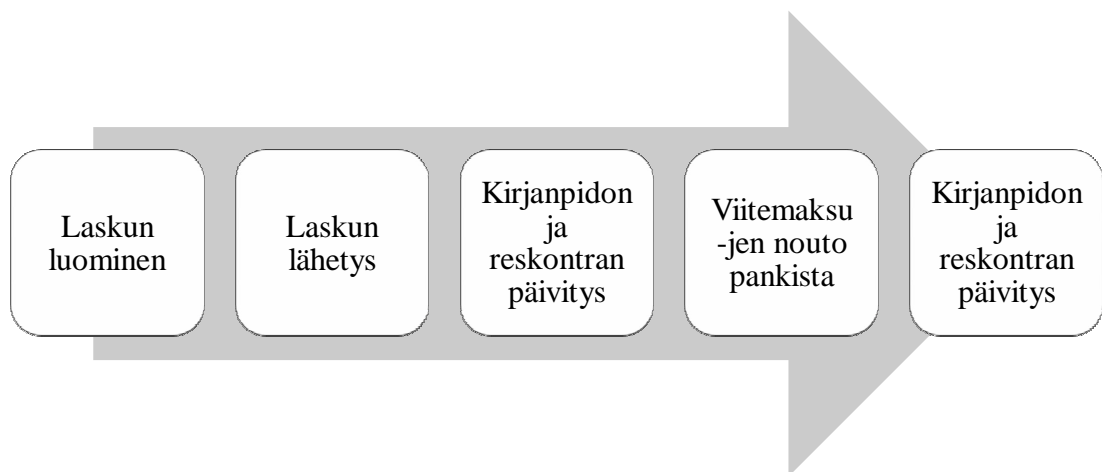 Laskun
luominen
Laskun
lähetys
Kirjanpidon
ja
reskontran
päivitys
Viitemaksu
-jen nouto
pankista
Kirjanpidon
ja
reskontran
päivitys